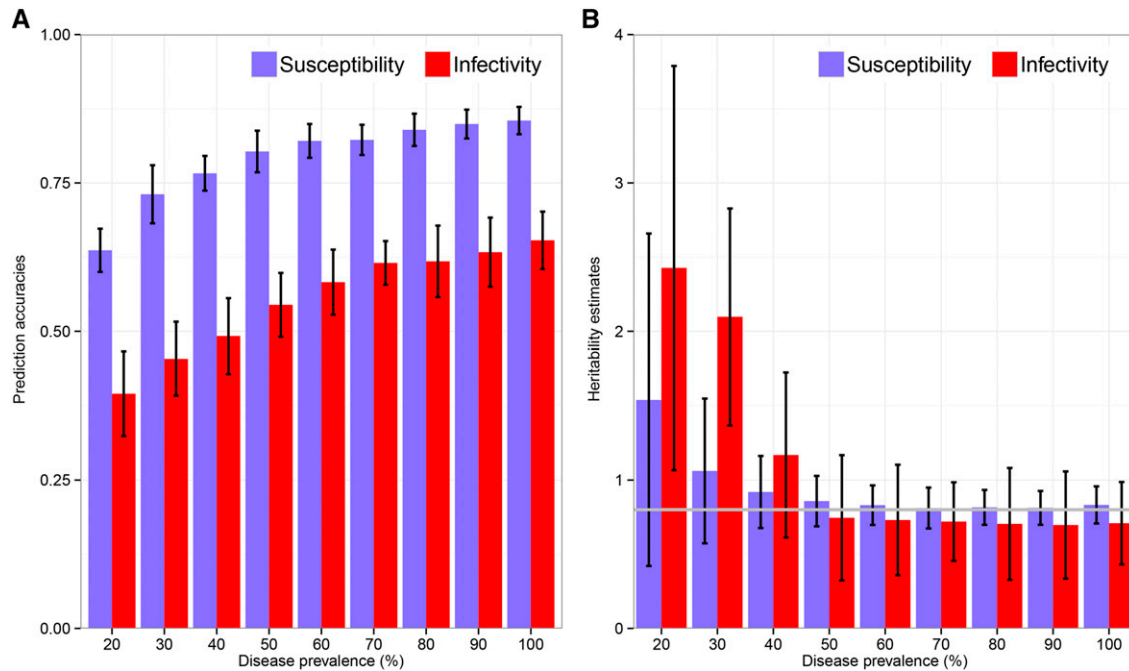 A
Prediction accuracies
1.00
0.75
0.50
0.25
0.00
Susceptibility Infectivity
20 30 40 50 60 70 80 90 100
Disease prevalence (%)
B
Heritability estimates
4
3
2
1
0
Susceptibility Infectivity
20 30 40 50 60 70 80 90 100
Disease prevalence (%)